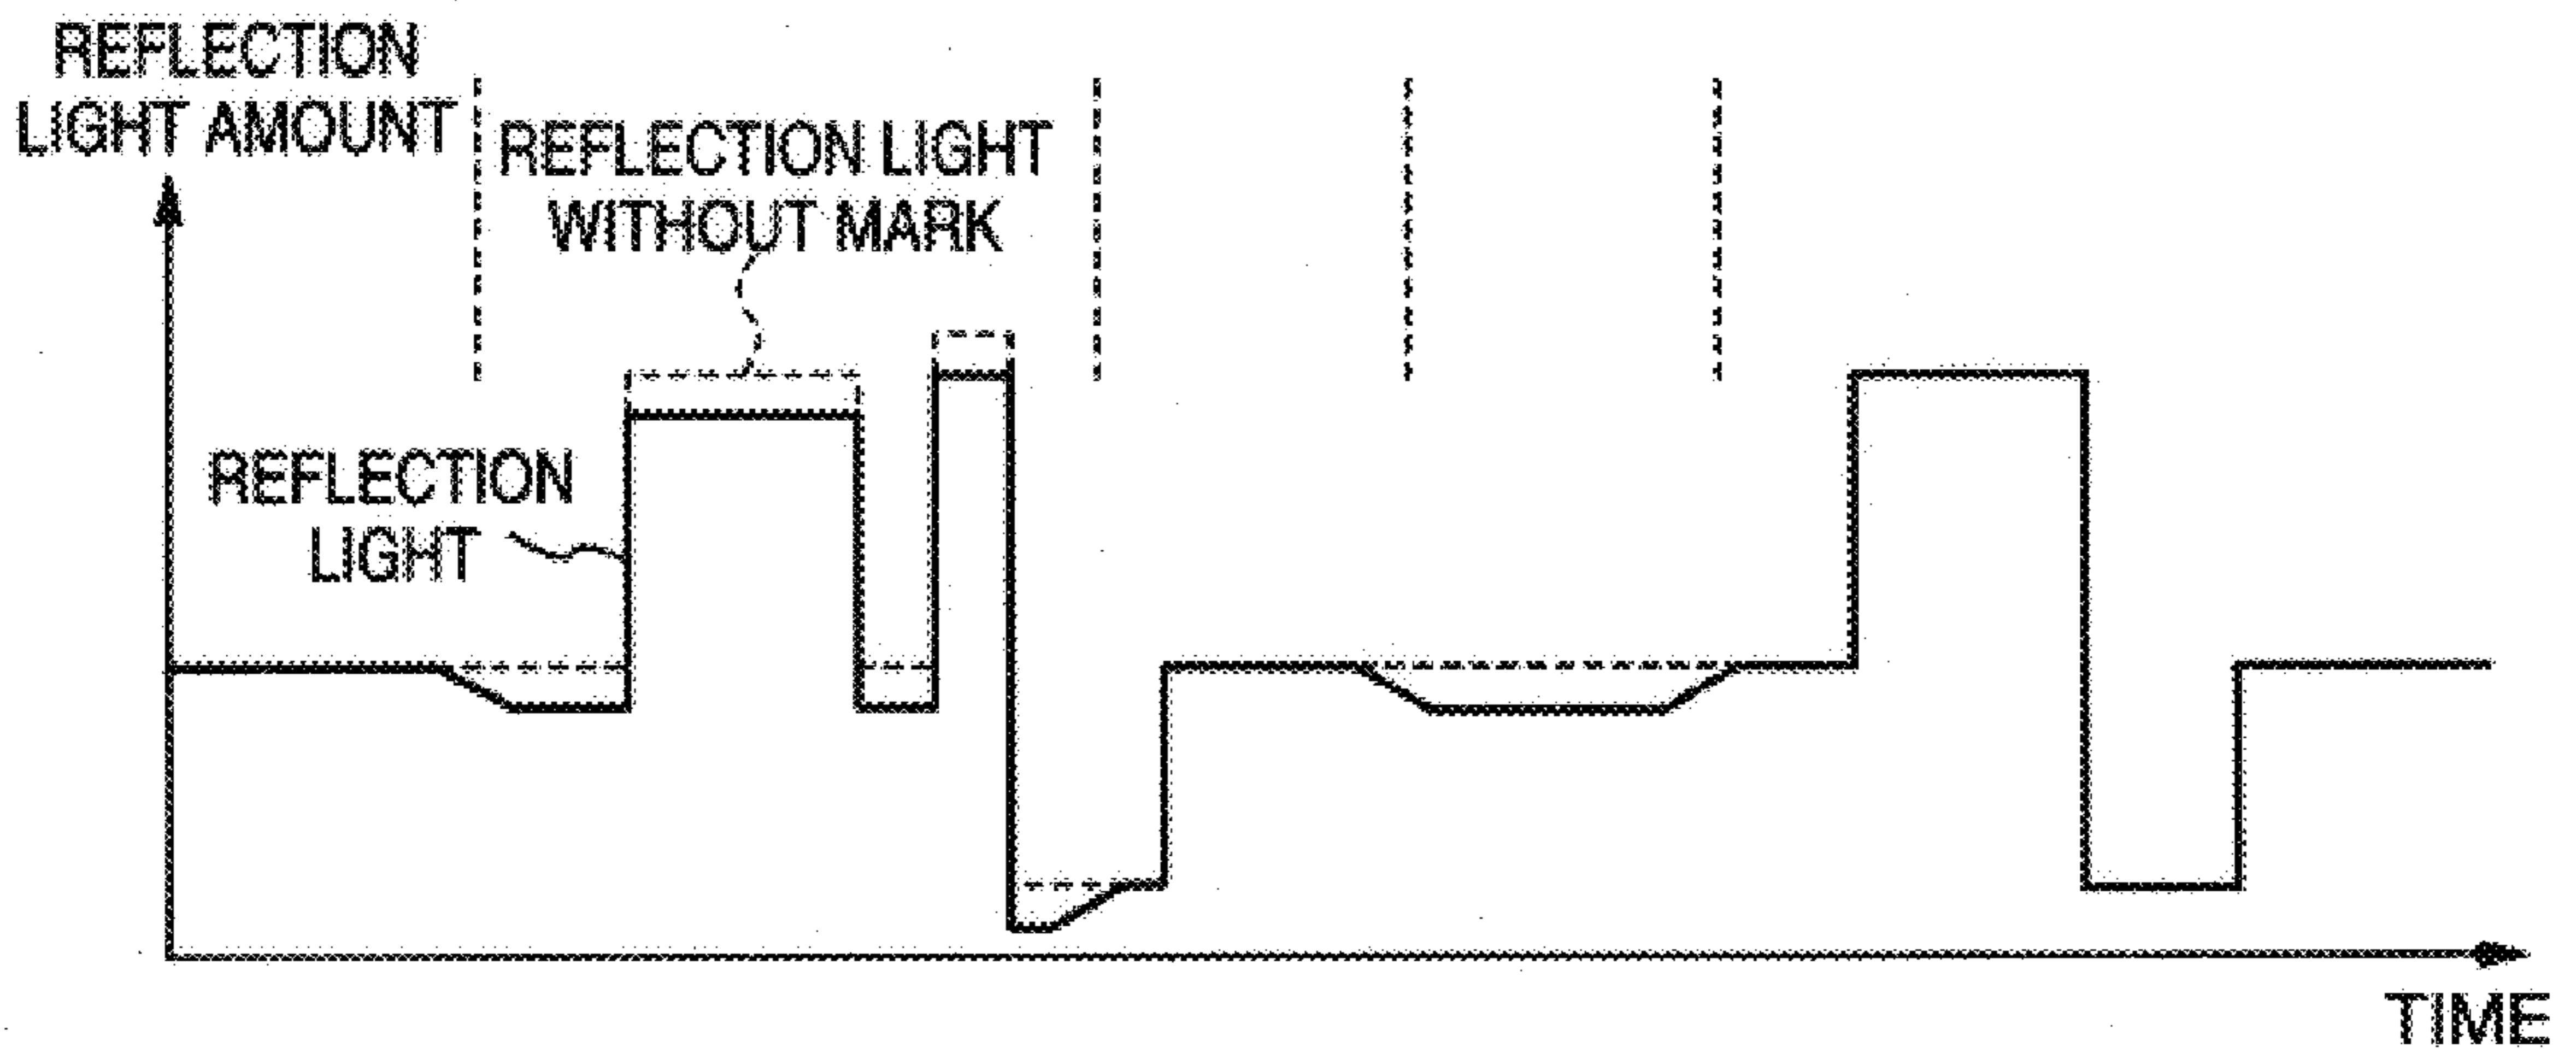 REFLECTION
LIGHT AMOUNT
REFLECTION LIGHT
WITHOUT MARK
REFLECTION
LIGHT
TIME